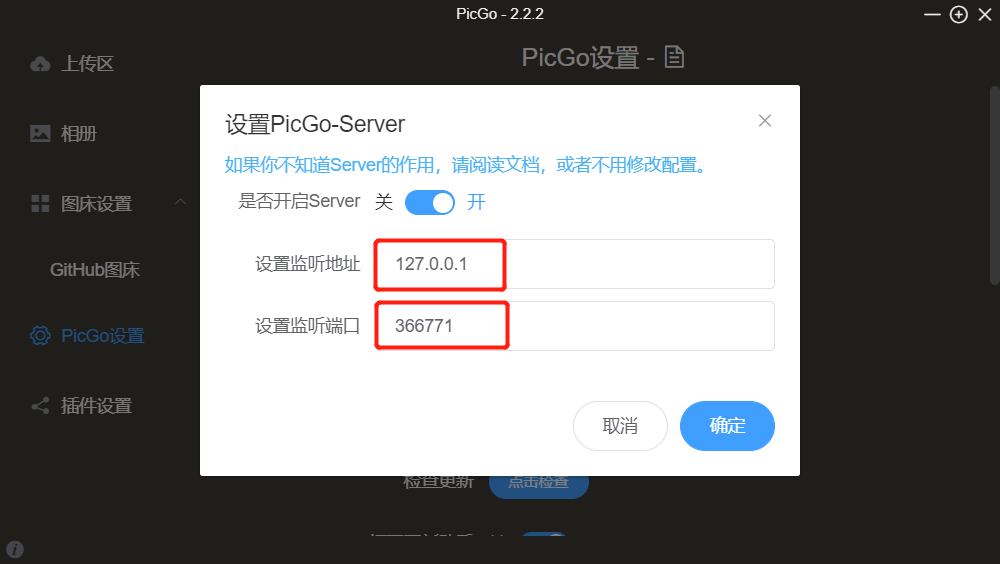 PicGo - 2.2.2
上传区
PicGo设置 -
相册
图床设置
GitHub图床
PicGo设置
插件设置
设置PicGo-Server
如果你不知道Server的作用，请阅读文档，或者不用修改配置。
是否开启Server 关 开
设置监听地址 127.0.0.1
设置监听端口 366771
取消 确定
检查更新 点击检查